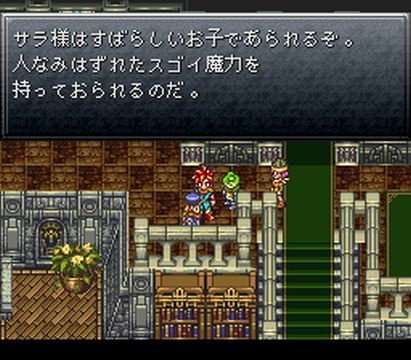 サラ様はすばらしいお子であられるぞ。
人なみはずれたスゴイ魔力を
持っておられるのだ。